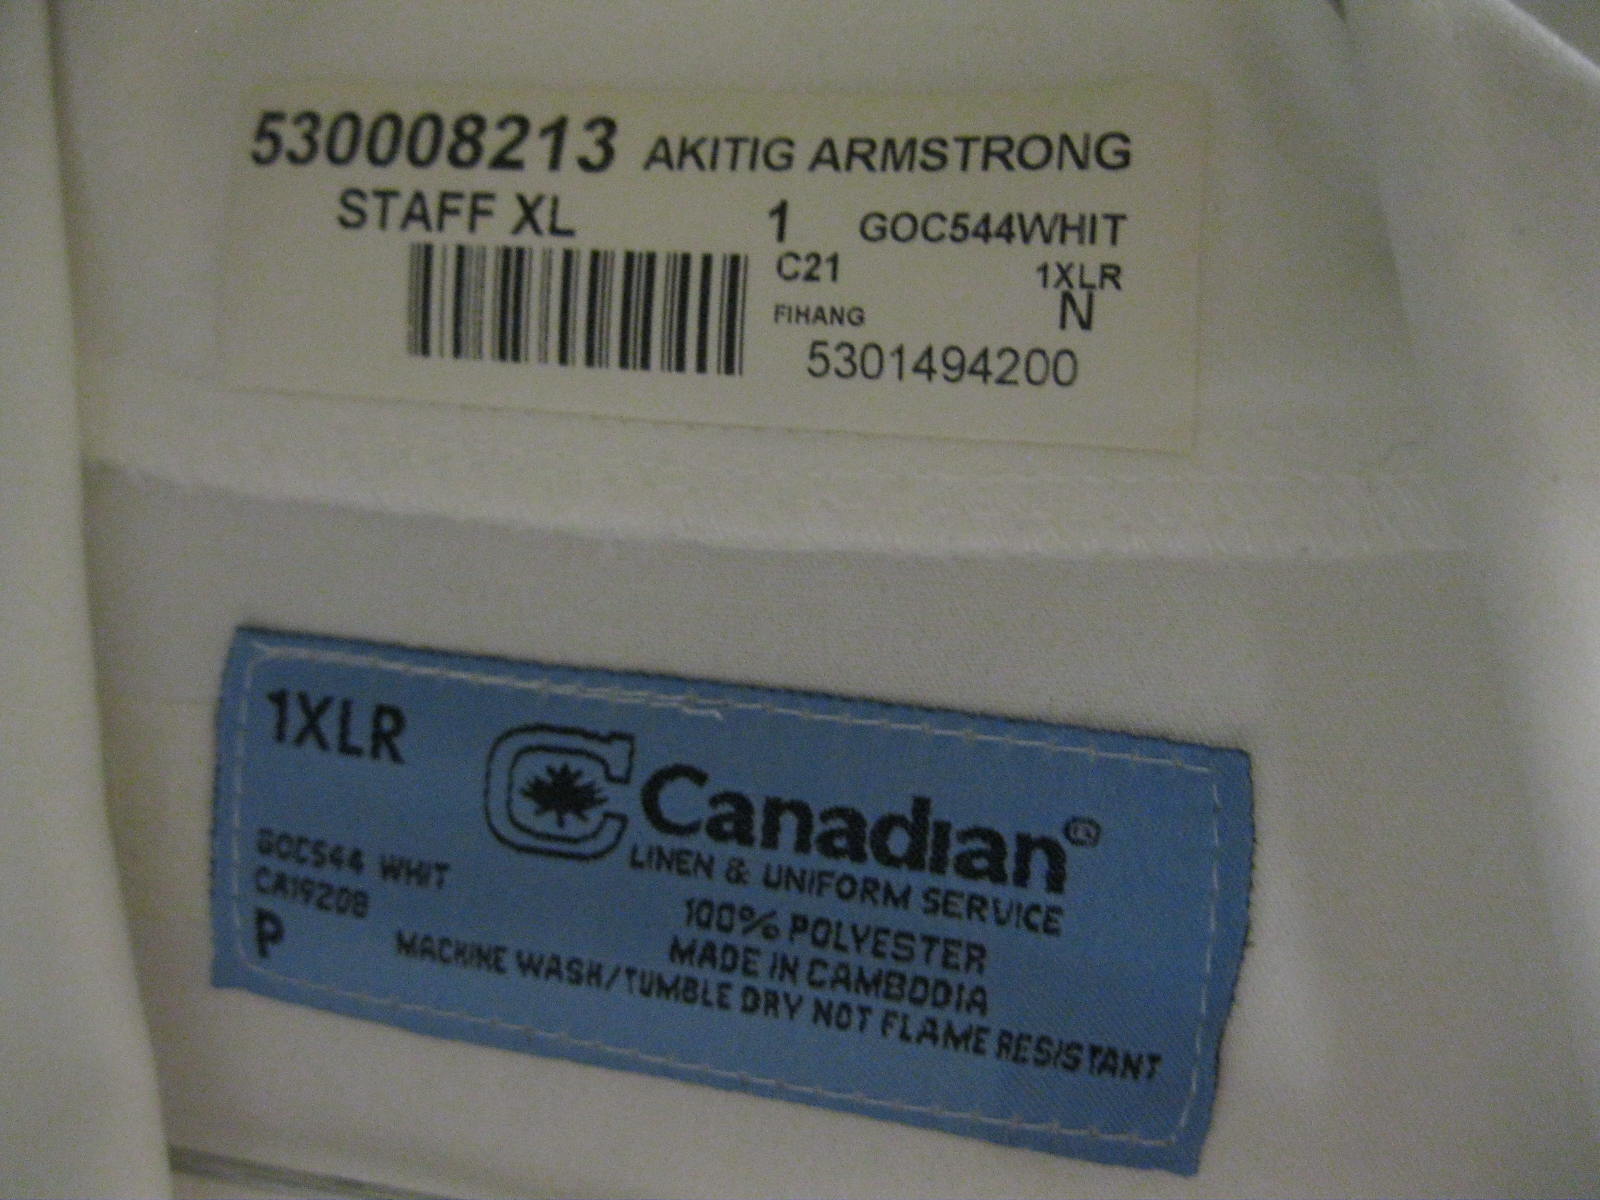 530008213 AKITIG ARMSTRONG
STAFF XL 1 GOC544WHIT
C21 1XLR
FIHANG N
5301494200
1XLR
Canadian®
LINEN & UNIFORM SERVICE
GOC544 WHIT
100% POLYESTER
CA19208
MADE IN CAMBODIA
P
MACHINE WASH/TUMBLE DRY NOT FLAME RESISTANT